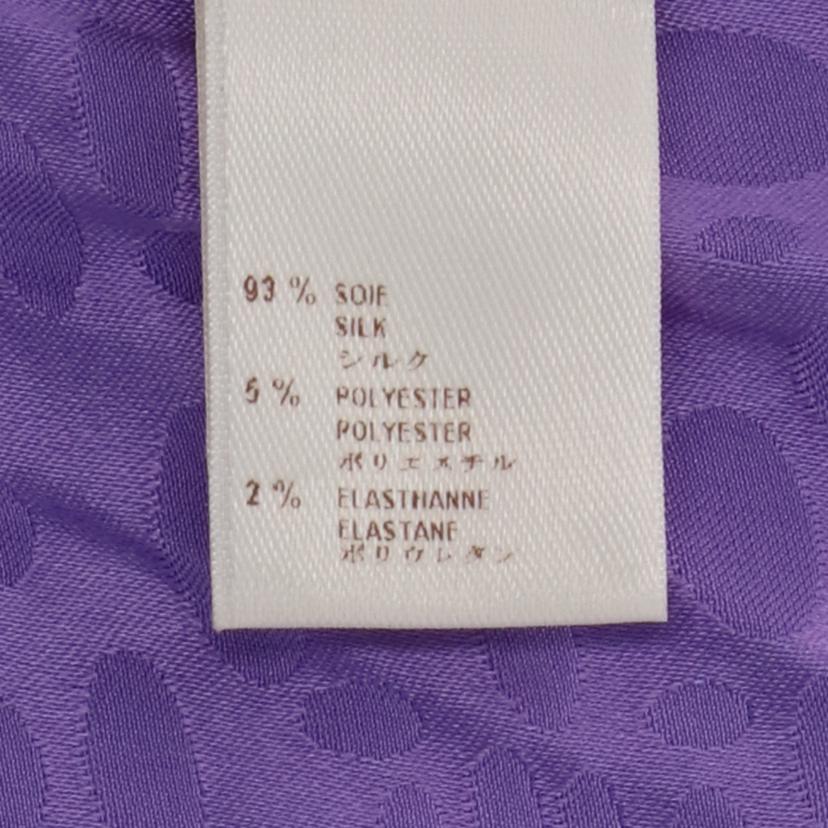 93 % SOIE
SILK
シルク
5 % POLYESTER
POLYESTER
ポリエステル
2 % ELASTHANNE
ELASTANE
ポリウレタン